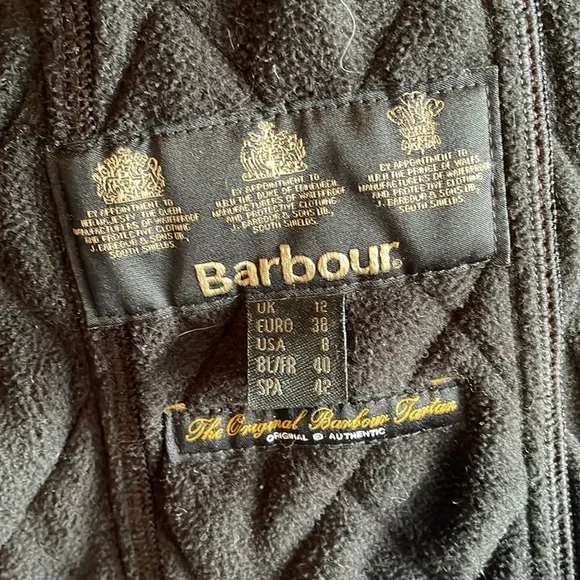 BY APPOINTMENT TO
HER MAJESTY THE QUEEN
MANUFACTURERS OF WATERPROOF
AND PROTECTIVE CLOTHING
J. BARBOUR & SONS LTD.,
SOUTH SHIELDS.
BY APPOINTMENT TO
H.R.H THE DUKE OF EDINBURGH
MANUFACTURERS OF WATERPROOF
AND PROTECTIVE CLOTHING
J. BARBOUR & SONS LTD.,
SOUTH SHIELDS.
BY APPOINTMENT TO
H.R.H THE PRINCE OF WALES
MANUFACTURERS OF WATERPROOF
AND PROTECTIVE CLOTHING
J. BARBOUR & SONS LTD.,
SOUTH SHIELDS.
Barbour
UK 12
EURO 38
USA 8
BL/FR 40
SPA 42
The Original Barbour Tartan
ORIGINAL & AUTHENTIC